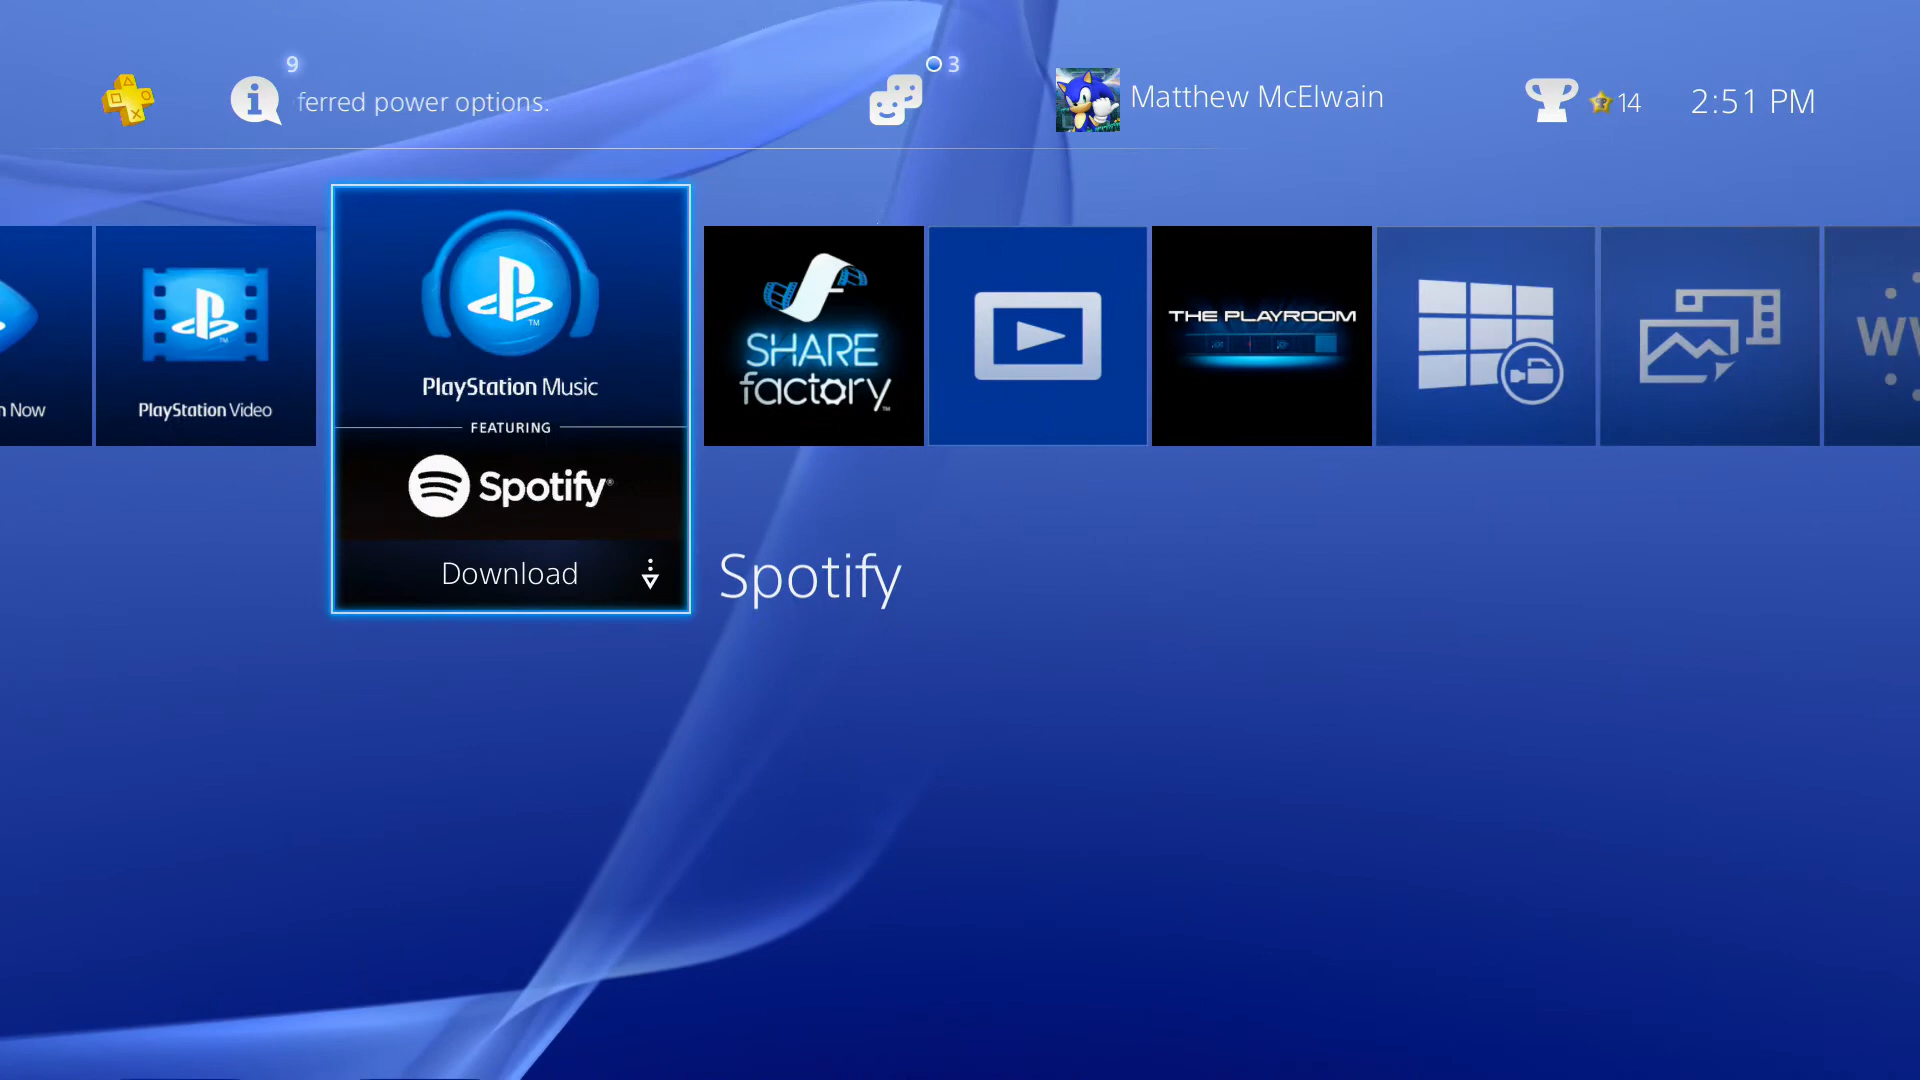 9
ferred power options.
3
Matthew McElwain
14
2:51 PM
n Now
PlayStation Video
PlayStation Music
FEATURING
Spotify®
Download
SHARE
factory™
THE PLAYROOM
Spotify